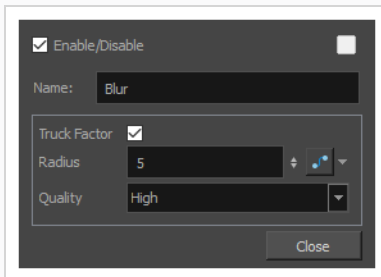 Enable/Disable
Name: Blur
Truck Factor
Radius 5
Quality High
Close